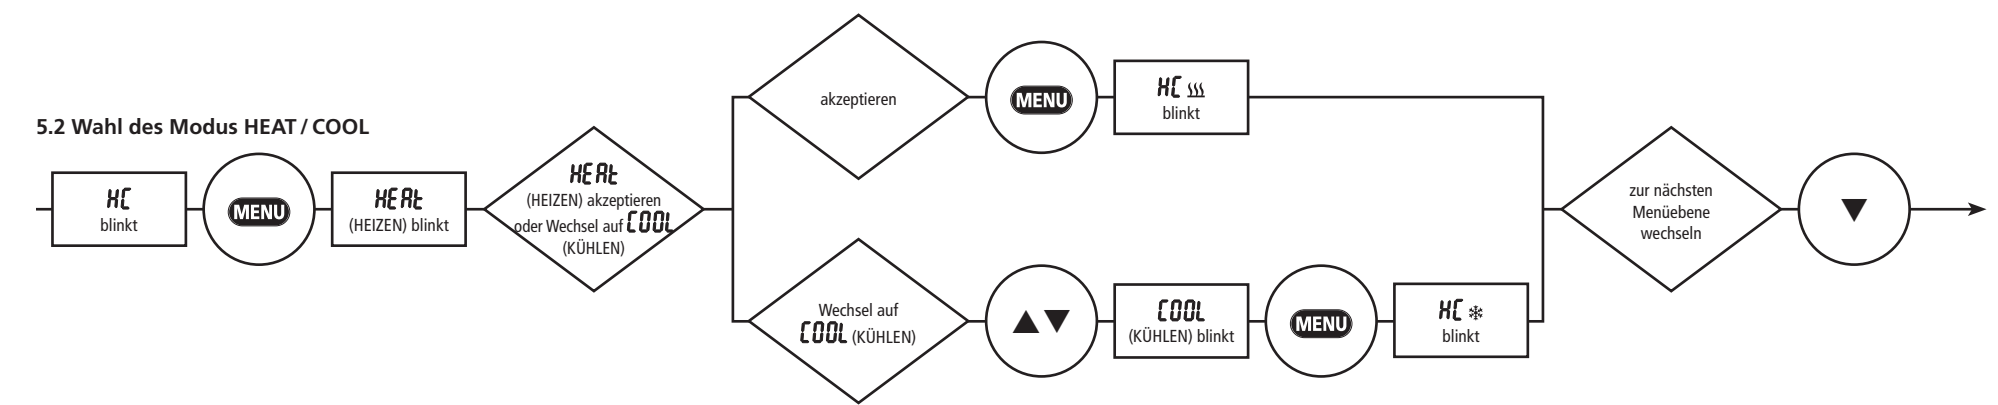 5.2 Wahl des Modus HEAT / COOL
HC
blinkt
MENU
HEAt
(HEIZEN) blinkt
HEAt
(HEIZEN) akzeptieren
oder Wechsel auf COOL
(KÜHLEN)
akzeptieren
MENU
HC
blinkt
Wechsel auf
COOL (KÜHLEN)
COOL
(KÜHLEN) blinkt
MENU
HC
blinkt
zur nächsten
Menüebene
wechseln